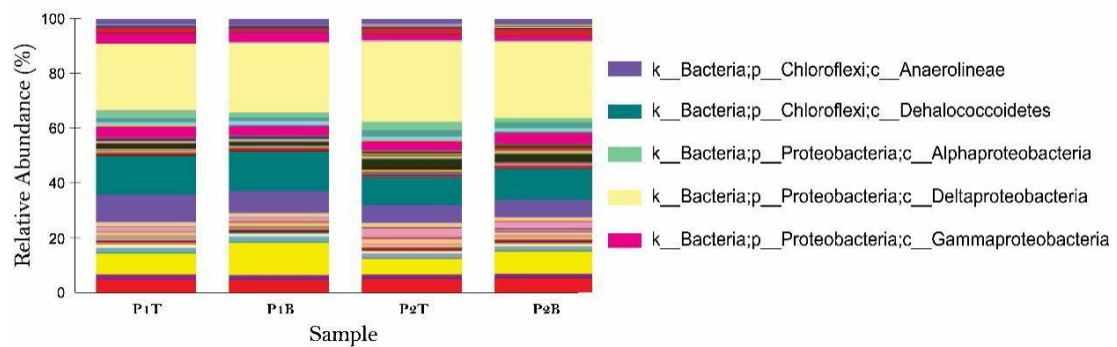 100
80
60
40
20
0
Relative Abundance (%)
P1T P1B P2T P2B
Sample
k__Bacteria;p__Chloroflexi;c__Anaerolineae
k__Bacteria;p__Chloroflexi;c__Dehalococcoidetes
k__Bacteria;p__Proteobacteria;c__Alphaproteobacteria
k__Bacteria;p__Proteobacteria;c__Deltaproteobacteria
k__Bacteria;p__Proteobacteria;c__Gammaproteobacteria